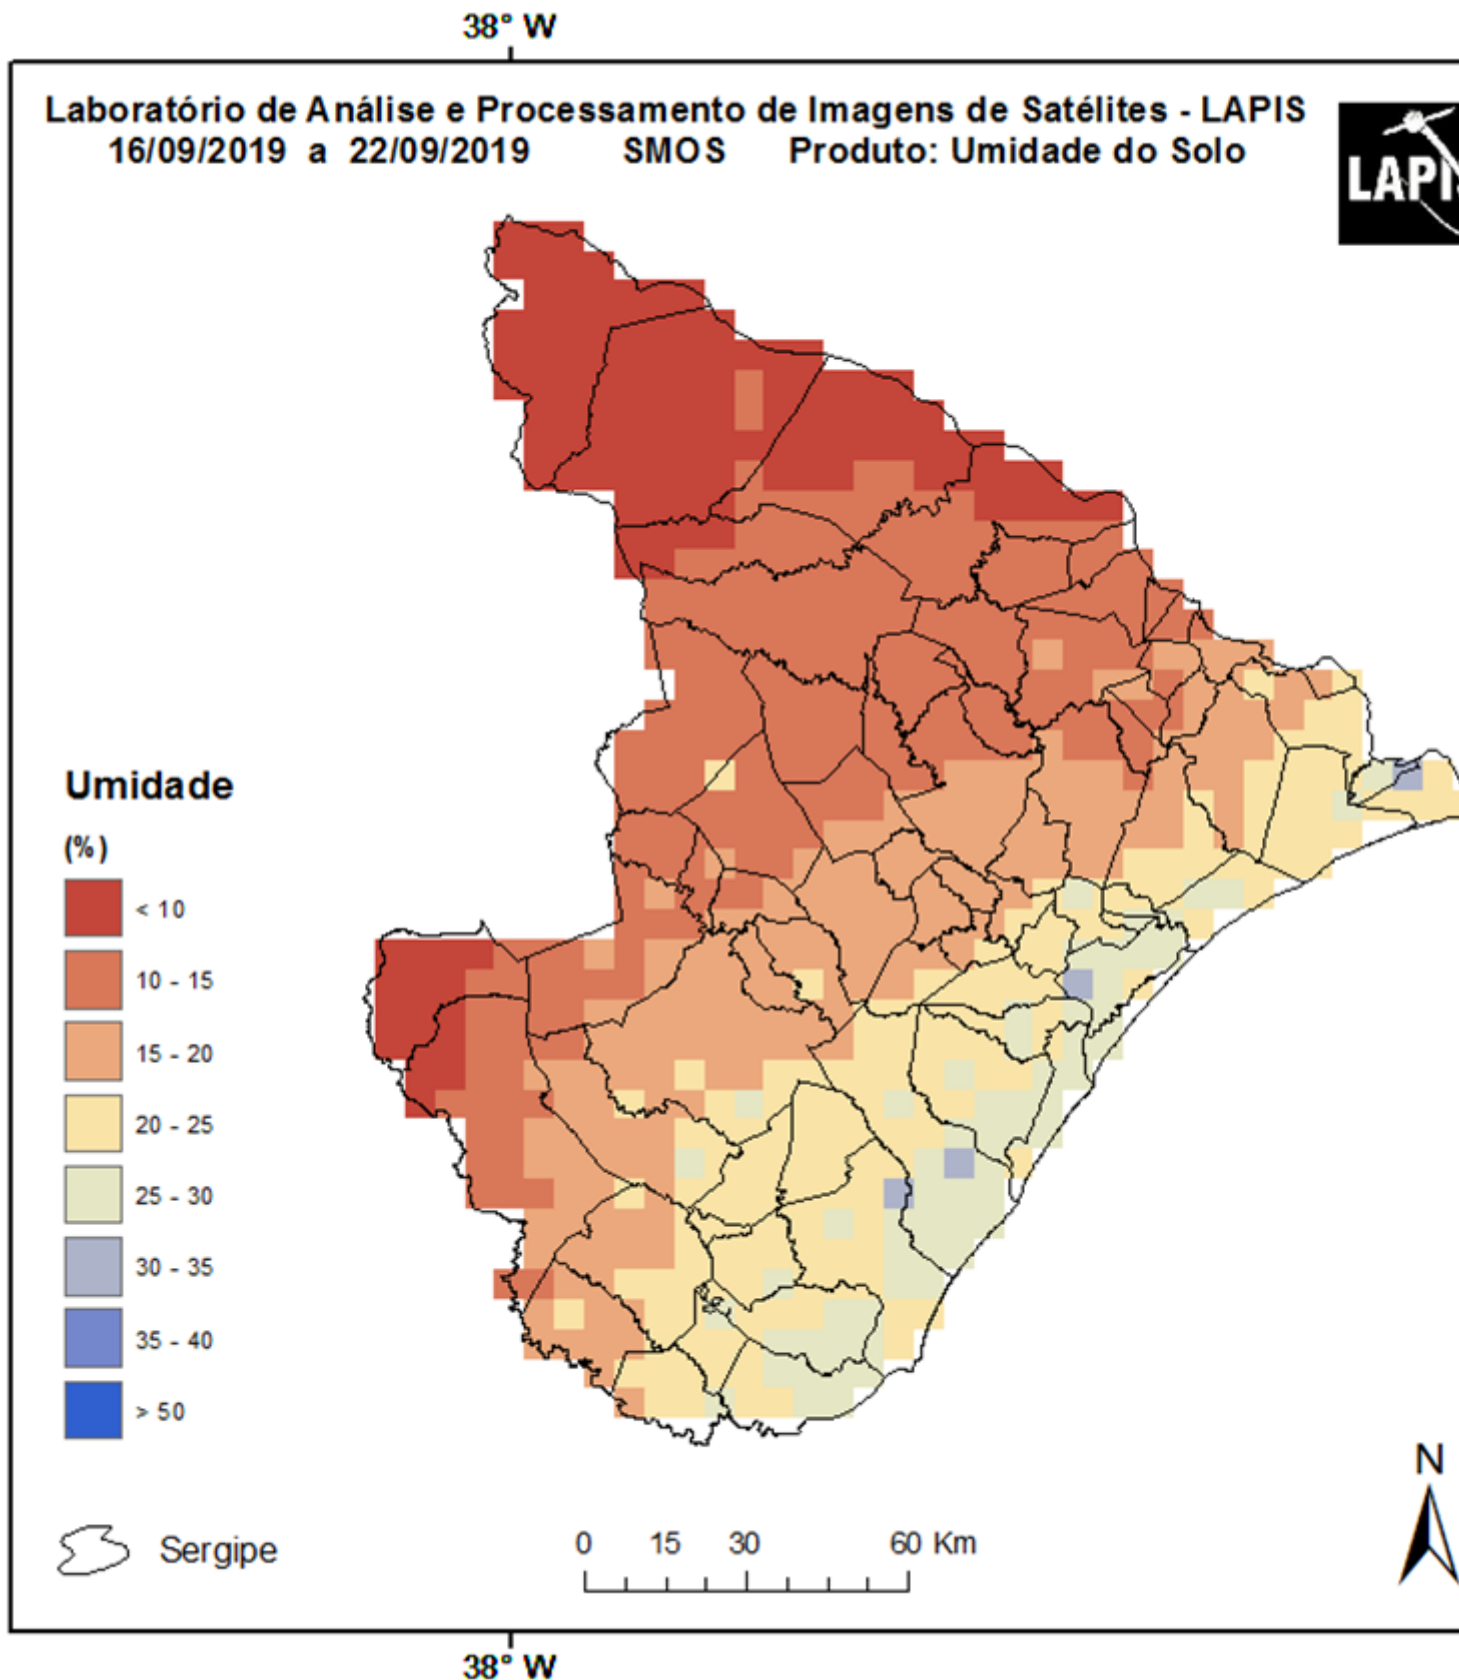 38° W
Laboratório de Análise e Processamento de Imagens de Satélites - LAPIS
16/09/2019 a 22/09/2019 SMOS Produto: Umidade do Solo
Umidade
(%)
< 10
10 - 15
15 - 20
20 - 25
25 - 30
30 - 35
35 - 40
> 50
Sergipe
0 15 30 60 Km
N
38° W